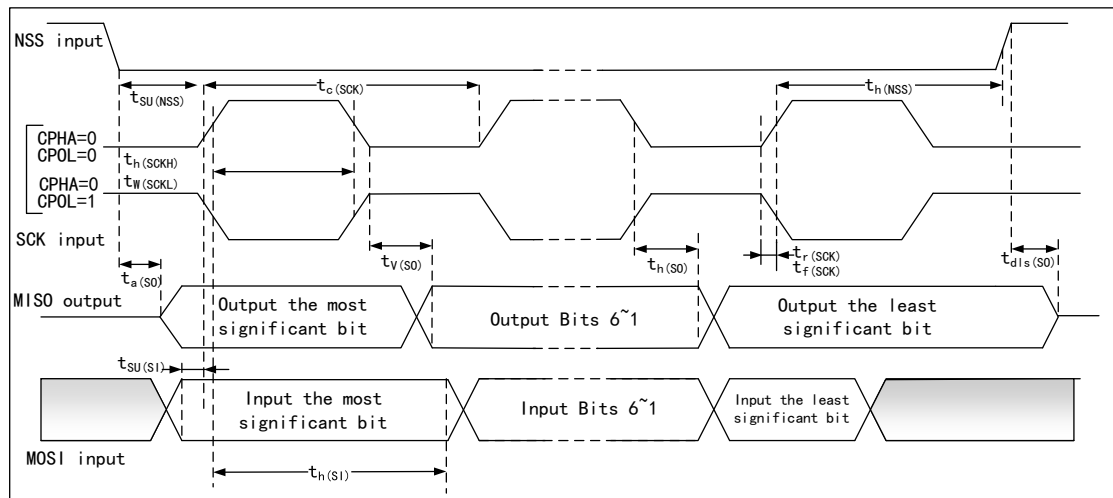 NSS input
tSU(NSS)
tc(SCK)
th(NSS)
CPHA=0
CPOL=0
th(SCKH)
CPHA=0
tW(SCKL)
CPOL=1
SCK input
ta(SO)
tV(SO)
th(SO)
tr(SCK)
tf(SCK)
tdls(SO)
MISO output
Output the most
significant bit
Output Bits 6~1
Output the least
significant bit
tSU(SI)
Input the most
significant bit
Input Bits 6~1
Input the least
significant bit
MOSI input
th(SI)